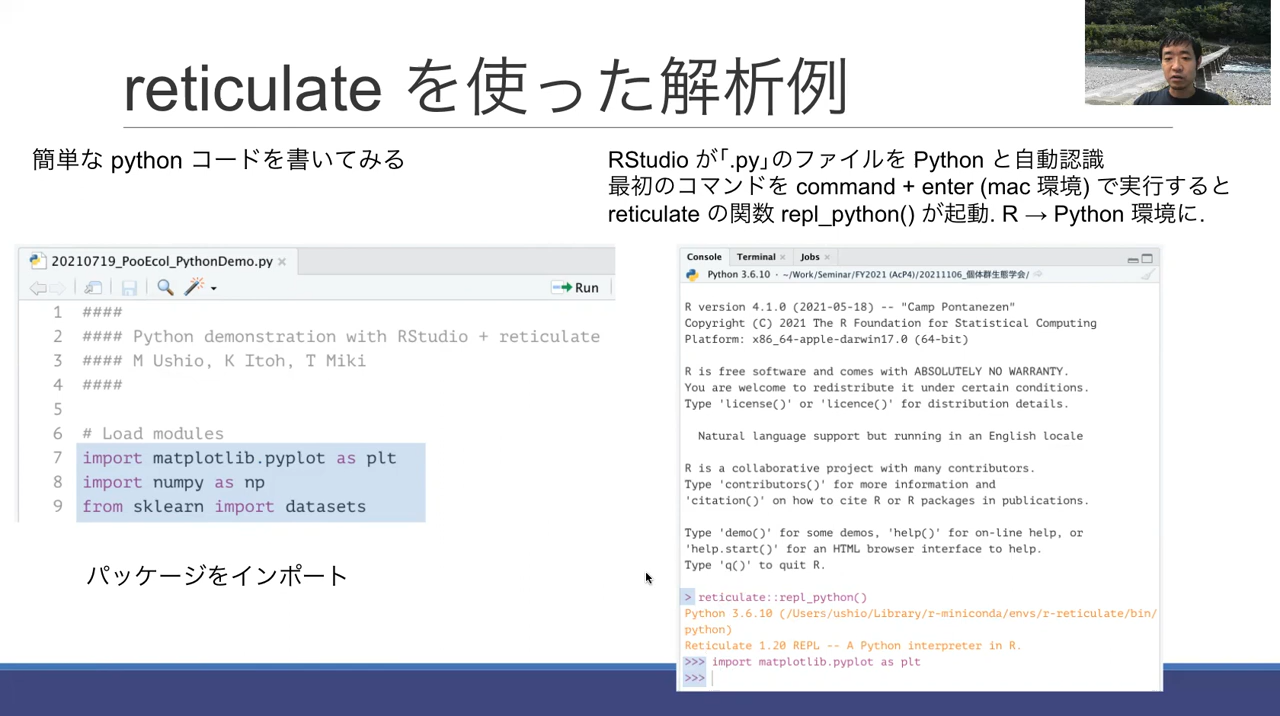 reticulate を使った解析例
簡単な python コードを書いてみる
RStudio が「.py」のファイルを Python と自動認識
最初のコマンドを command + enter (mac 環境) で実行すると
reticulate の関数 repl_python() が起動. R → Python 環境に.
20210719_PooEcol_PythonDemo.py
Run
1 ####
2 #### Python demonstration with RStudio + reticulate
3 #### M Ushio, K Itoh, T Miki
4 ####
5
6 # Load modules
7 import matplotlib.pyplot as plt
8 import numpy as np
9 from sklearn import datasets
パッケージをインポート
Console Terminal Jobs
Python 3.6.10 · ~/Work/Seminar/FY2021 (AcP4)/20211106_個体群生態学会/
R version 4.1.0 (2021-05-18) -- "Camp Pontanezen"
Copyright (C) 2021 The R Foundation for Statistical Computing
Platform: x86_64-apple-darwin17.0 (64-bit)
R is free software and comes with ABSOLUTELY NO WARRANTY.
You are welcome to redistribute it under certain conditions.
Type 'license()' or 'licence()' for distribution details.
Natural language support but running in an English locale
R is a collaborative project with many contributors.
Type 'contributors()' for more information and
'citation()' on how to cite R or R packages in publications.
Type 'demo()' for some demos, 'help()' for on-line help, or
'help.start()' for an HTML browser interface to help.
Type 'q()' to quit R.
> reticulate::repl_python()
Python 3.6.10 (/Users/ushio/Library/r-miniconda/envs/r-reticulate/bin/
python)
Reticulate 1.20 REPL -- A Python interpreter in R.
>>> import matplotlib.pyplot as plt
>>>